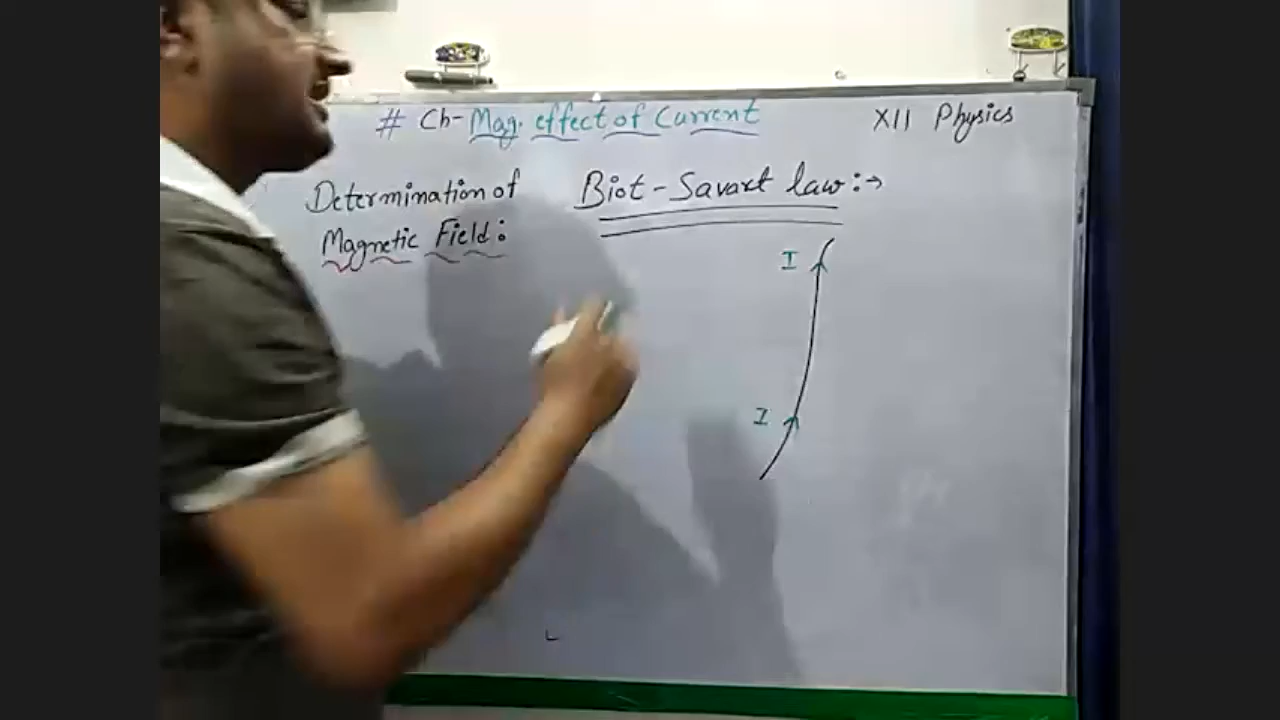 # Ch- Mag. effect of Current
XII Physics
Determination of
Magnetic Field:
Biot-Savart law:→
I
I